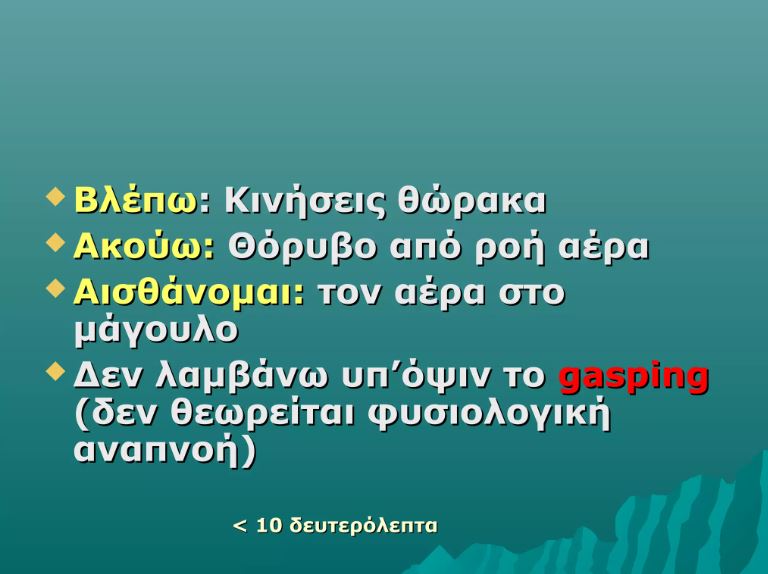 Βλέπω: Κινήσεις θώρακα
Ακούω: Θόρυβο από ροή αέρα
Αισθάνομαι: τον αέρα στο
μάγουλο
Δεν λαμβάνω υπ’όψιν το gasping
(δεν θεωρείται φυσιολογική
αναπνοή)
< 10 δευτερόλεπτα